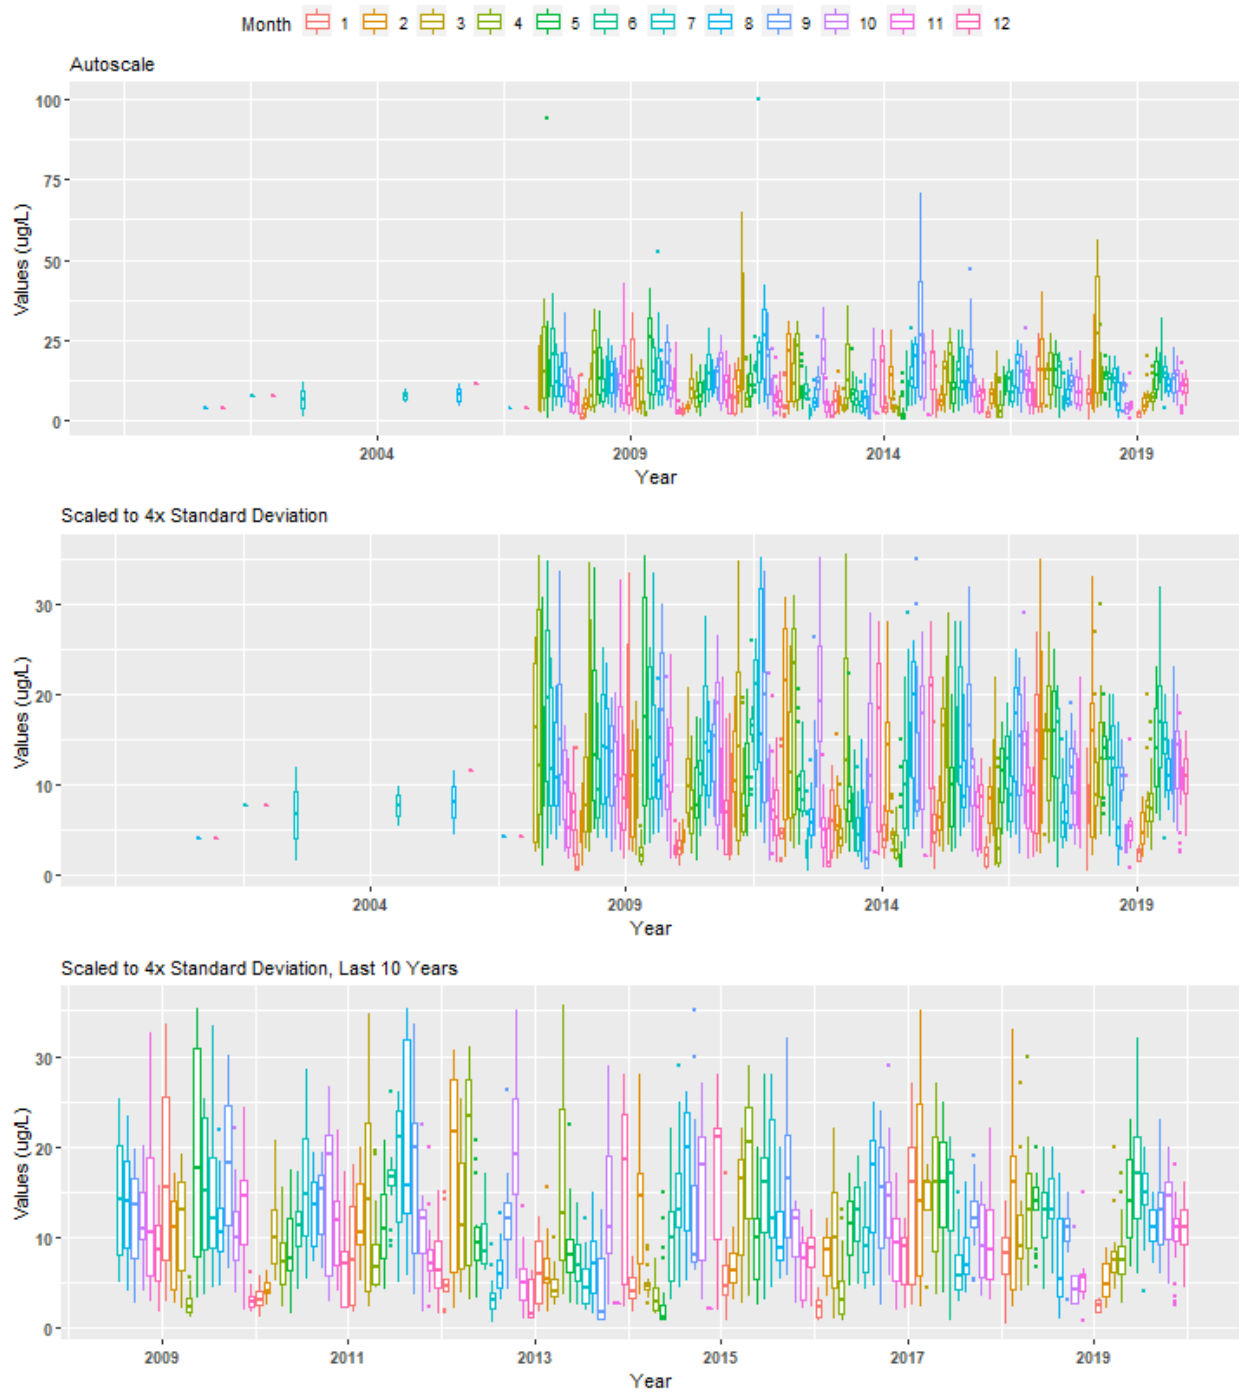 Month 1 2 3 4 5 6 7 8 9 10 11 12
Autoscale
Values (ug/L)
100
75
50
25
0
2004 2009 2014 2019
Year
Scaled to 4x Standard Deviation
Values (ug/L)
30
20
10
0
2004 2009 2014 2019
Year
Scaled to 4x Standard Deviation, Last 10 Years
Values (ug/L)
30
20
10
0
2009 2011 2013 2015 2017 2019
Year